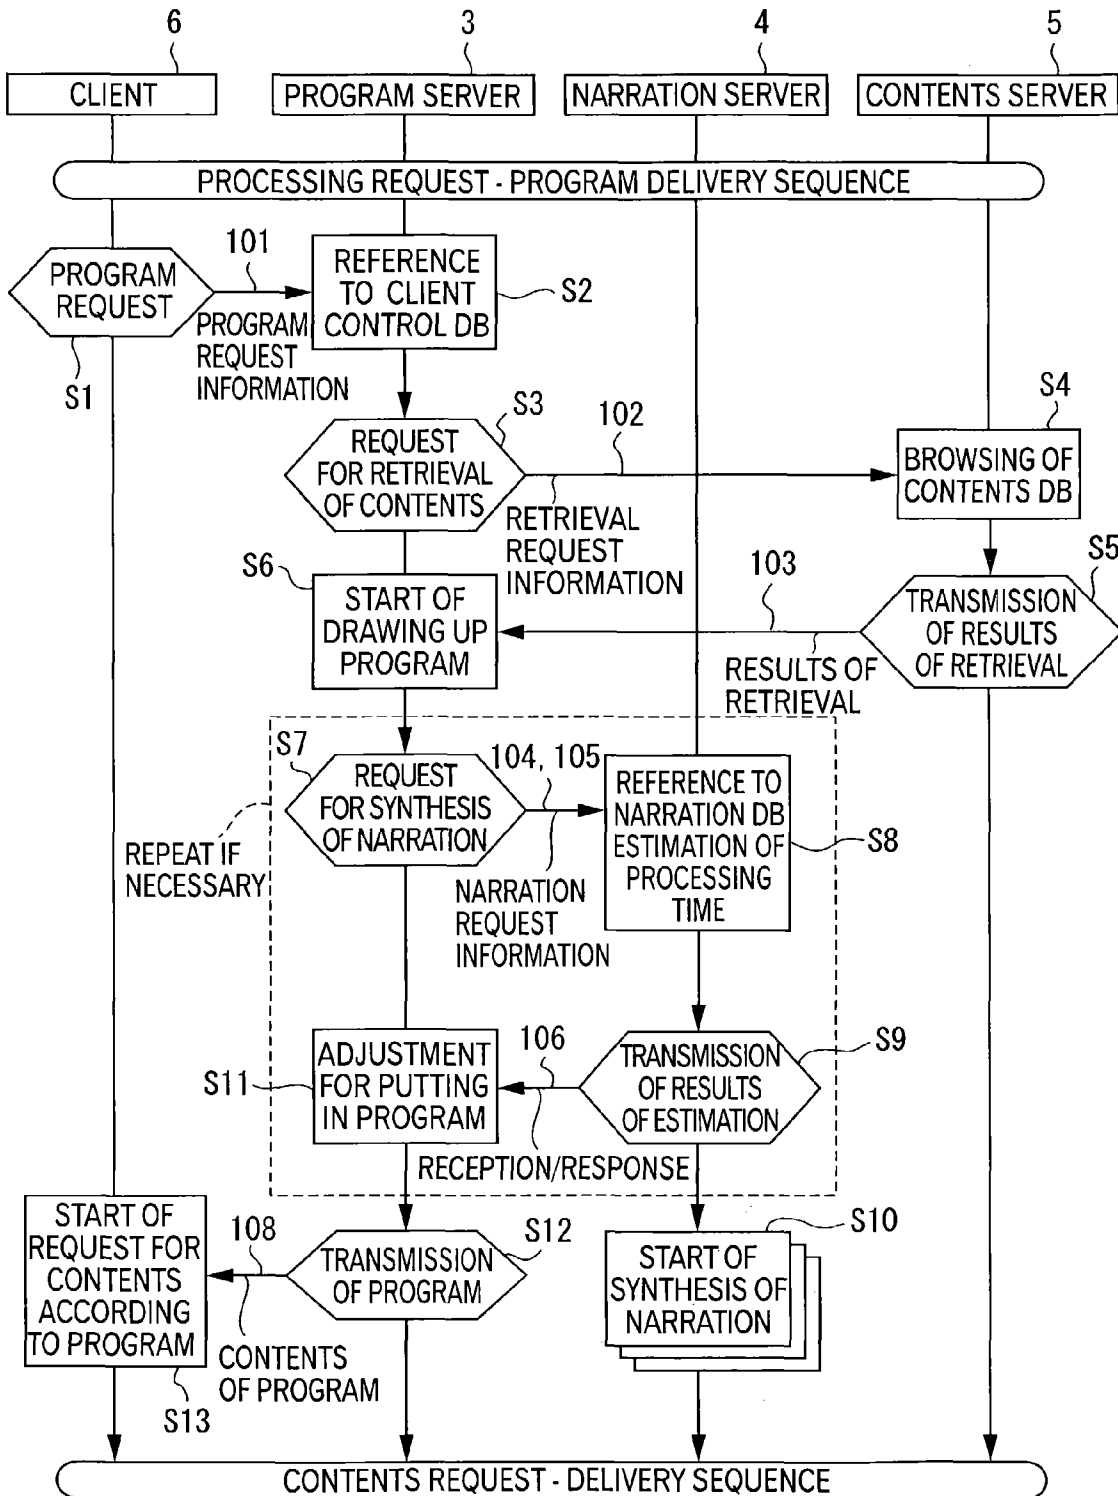 6
3
4
5
CLIENT
PROGRAM SERVER
NARRATION SERVER
CONTENTS SERVER
PROCESSING REQUEST - PROGRAM DELIVERY SEQUENCE
PROGRAM
REQUEST
S1
101
PROGRAM
REQUEST
INFORMATION
REFERENCE
TO CLIENT
CONTROL DB
S2
S3
REQUEST
FOR RETRIEVAL
OF CONTENTS
102
RETRIEVAL
REQUEST
INFORMATION
S4
BROWSING OF
CONTENTS DB
S5
TRANSMISSION
OF RESULTS
OF RETRIEVAL
103
RESULTS OF
RETRIEVAL
S6
START OF
DRAWING UP
PROGRAM
S7
REQUEST
FOR SYNTHESIS
OF NARRATION
104, 105
NARRATION
REQUEST
INFORMATION
REPEAT IF
NECESSARY
REFERENCE TO
NARRATION DB
ESTIMATION OF
PROCESSING
TIME
S8
S9
TRANSMISSION
OF RESULTS
OF ESTIMATION
106
RECEPTION/RESPONSE
S11
ADJUSTMENT
FOR PUTTING
IN PROGRAM
S12
TRANSMISSION
OF PROGRAM
S10
START OF
SYNTHESIS OF
NARRATION
108
CONTENTS
OF PROGRAM
START OF
REQUEST FOR
CONTENTS
ACCORDING
TO PROGRAM
S13
CONTENTS REQUEST - DELIVERY SEQUENCE